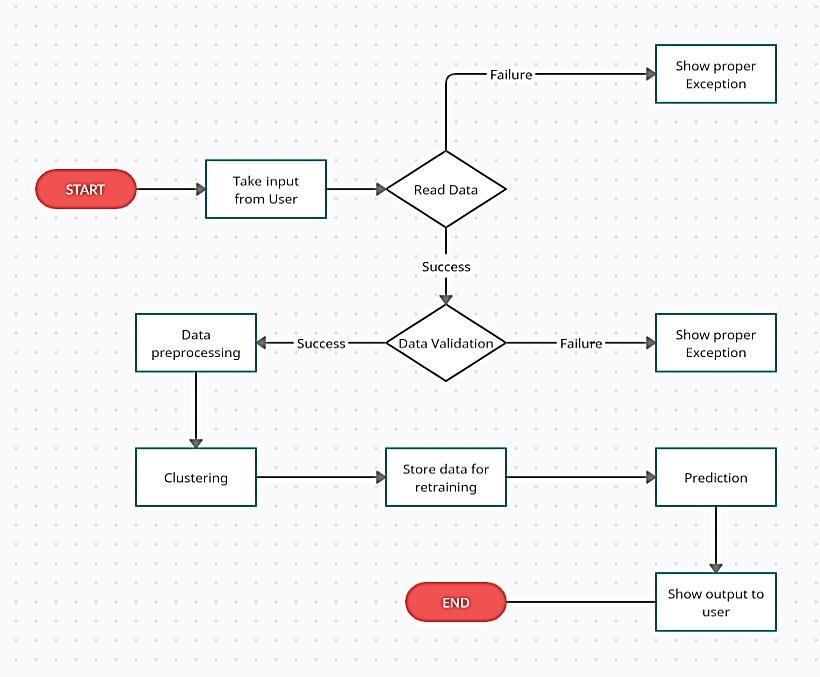 Failure
Show proper
Exception
START
Take input
from User
Read Data
Success
Data
preprocessing
Success
Data Validation
Failure
Show proper
Exception
Clustering
Store data for
retraining
Prediction
END
Show output to
user